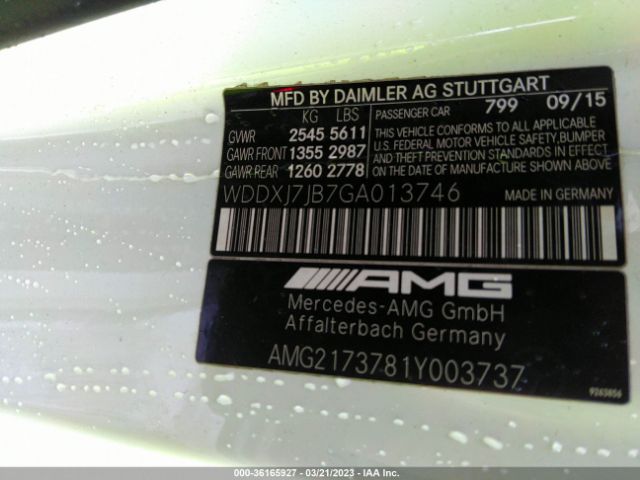 MFD BY DAIMLER AG STUTTGART
KG LBS PASSENGER CAR 799 09/15
GVWR 2545 5611
GAWR FRONT 1355 2987
GAWR REAR 1260 2778
THIS VEHICLE CONFORMS TO ALL APPLICABLE
U.S. FEDERAL MOTOR VEHICLE SAFETY, BUMPER
AND THEFT PREVENTION STANDARDS IN EFFECT
ON THE DATE OF MANUFACTURE SHOWN ABOVE
WDDXJ7JB7GA013746
AMG
Mercedes-AMG GmbH
Affalterbach Germany
AMG2173781Y003737
9263856
000-36165927 - 03/21/2023 - IAA Inc.